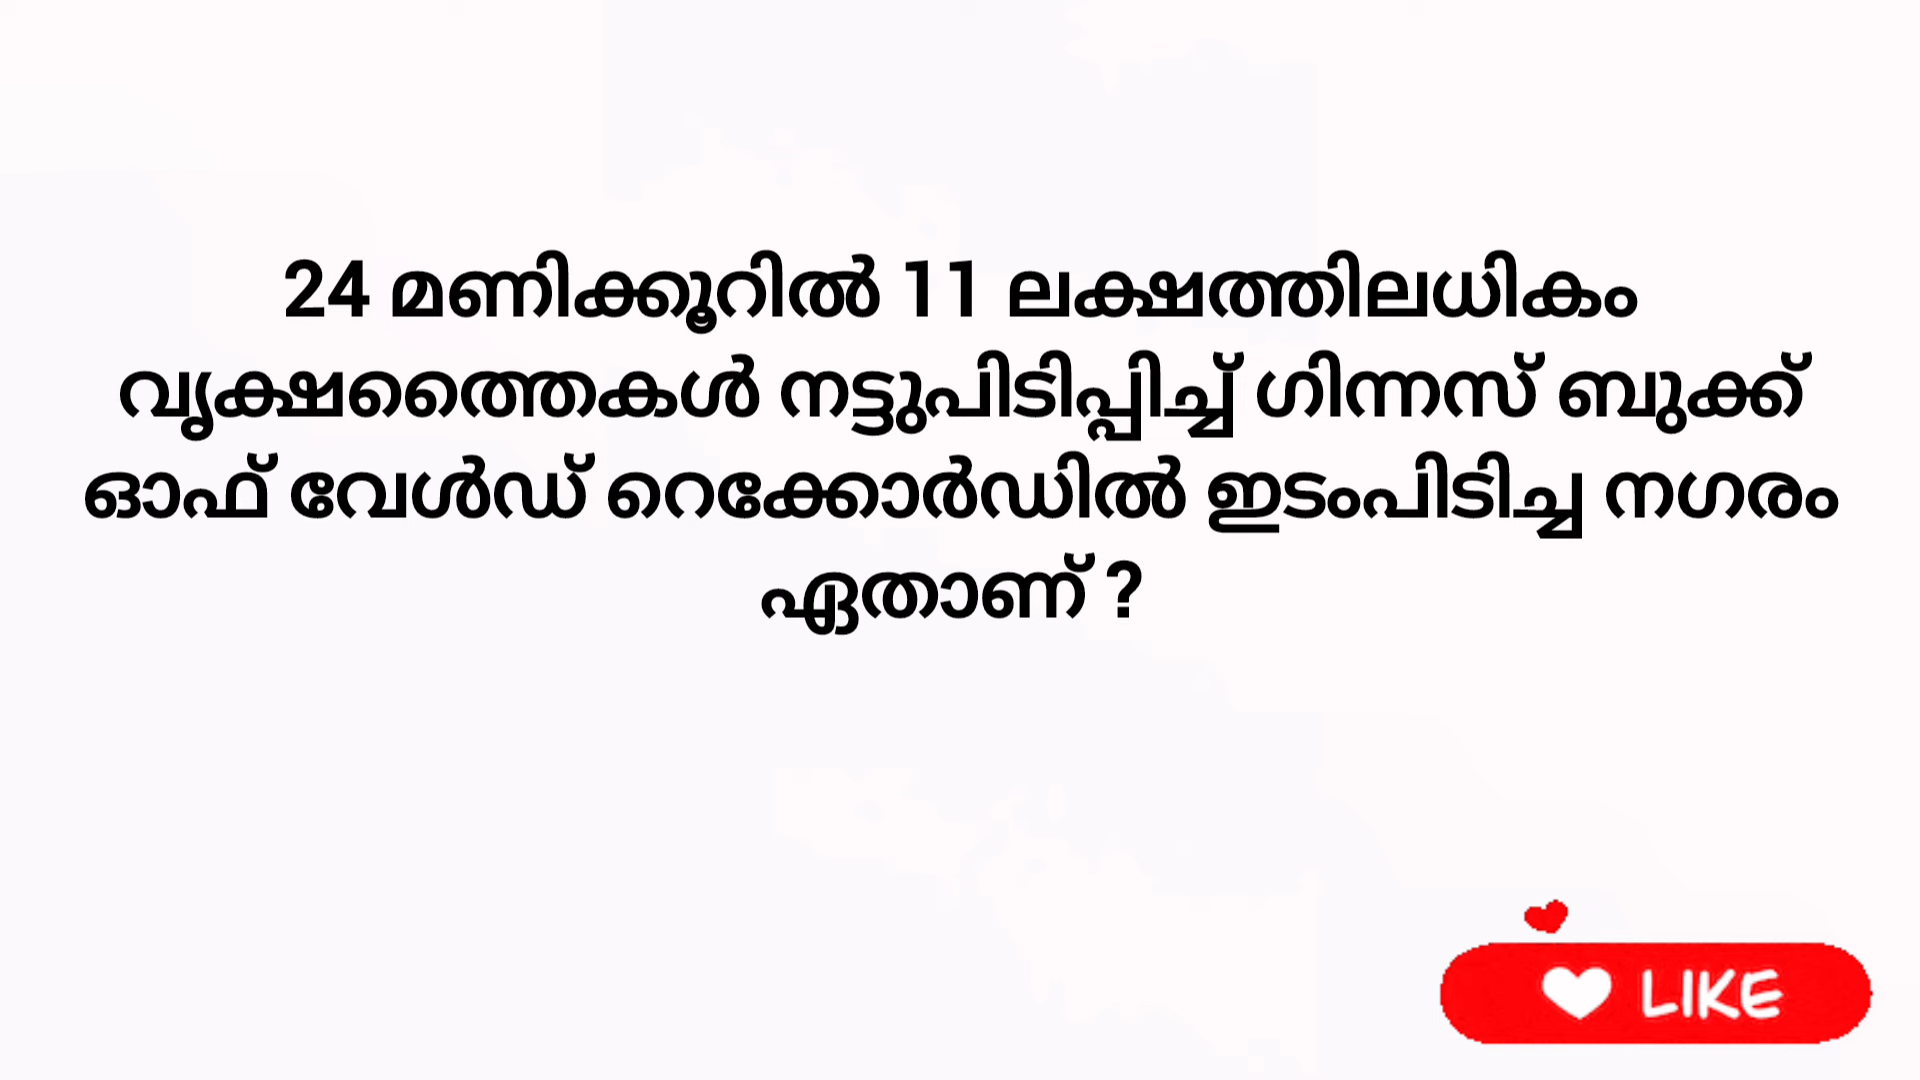 24 മണിക്കൂറിൽ 11 ലക്ഷത്തിലധികം
വൃക്ഷത്തൈകൾ നട്ടുപിടിപ്പിച്ച് ഗിന്നസ് ബുക്ക്
ഓഫ് വേൾഡ് റെക്കോർഡിൽ ഇടംപിടിച്ച നഗരം
ഏതാണ് ?
LIKE